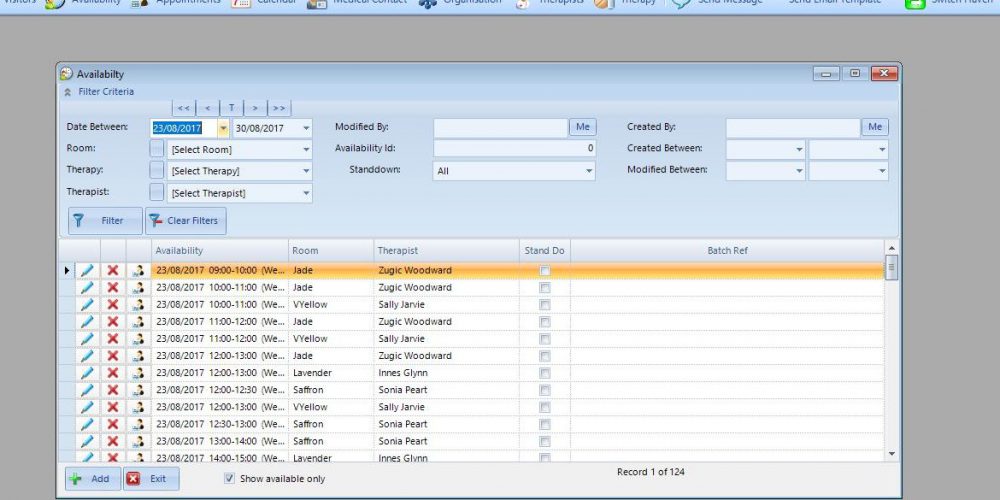 Visitors Availability Appointments Calendar Medical Contact Organisation Therapists Therapy Send Message Send Email Template Switch Haven
Availabilty
Filter Criteria
<< < T > >>
Date Between: 23/08/2017 30/08/2017 Modified By: Me Created By: Me
Room: [Select Room] Availability Id: 0 Created Between:
Therapy: [Select Therapy] Standdown: All Modified Between:
Therapist: [Select Therapist]
Filter Clear Filters
Availability Room Therapist Stand Do Batch Ref
23/08/2017 09:00-10:00 (We... Jade Zugic Woodward
23/08/2017 10:00-11:00 (We... Jade Zugic Woodward
23/08/2017 10:00-11:00 (We... VYellow Sally Jarvie
23/08/2017 11:00-12:00 (We... Jade Zugic Woodward
23/08/2017 11:00-12:00 (We... VYellow Sally Jarvie
23/08/2017 12:00-13:00 (We... Jade Zugic Woodward
23/08/2017 12:00-13:00 (We... Lavender Innes Glynn
23/08/2017 12:00-12:30 (We... Saffron Sonia Peart
23/08/2017 12:00-13:00 (We... VYellow Sally Jarvie
23/08/2017 12:30-13:00 (We... Saffron Sonia Peart
23/08/2017 13:00-14:00 (We... Saffron Sonia Peart
23/08/2017 14:00-15:00 (We... Lavender Innes Glynn
Add Exit Show available only Record 1 of 124